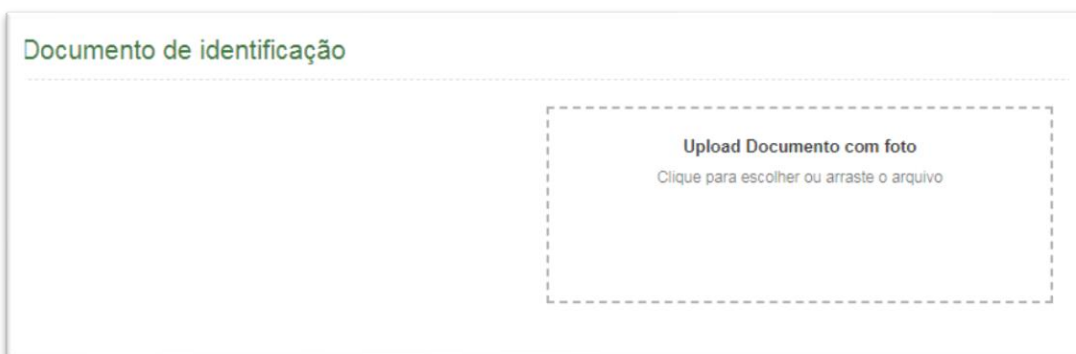 Documento de identificação
Upload Documento com foto
Clique para escolher ou arraste o arquivo